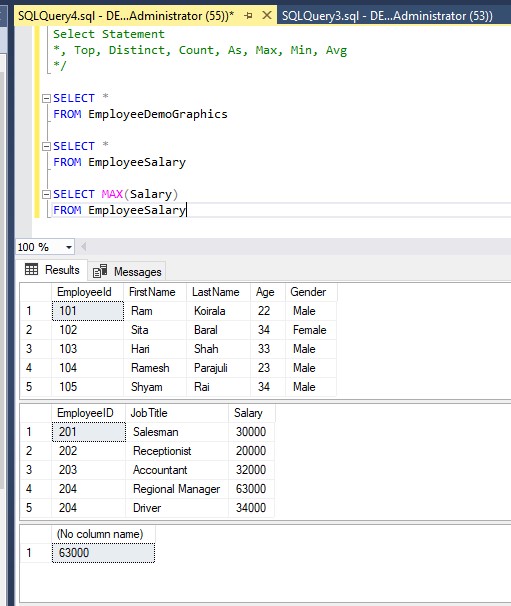 SQLQuery4.sql - DE...Administrator (55))* SQLQuery3.sql - DE...Administrator (53))
Select Statement
*, Top, Distinct, Count, As, Max, Min, Avg
*/
SELECT *
FROM EmployeeDemoGraphics
SELECT *
FROM EmployeeSalary
SELECT MAX(Salary)
FROM EmployeeSalary
100 %
Results Messages
EmployeeId FirstName LastName Age Gender
1 101 Ram Koirala 22 Male
2 102 Sita Baral 34 Female
3 103 Hari Shah 33 Male
4 104 Ramesh Parajuli 23 Male
5 105 Shyam Rai 34 Male
EmployeeID JobTitle Salary
1 201 Salesman 30000
2 202 Receptionist 20000
3 203 Accountant 32000
4 204 Regional Manager 63000
5 204 Driver 34000
(No column name)
1 63000